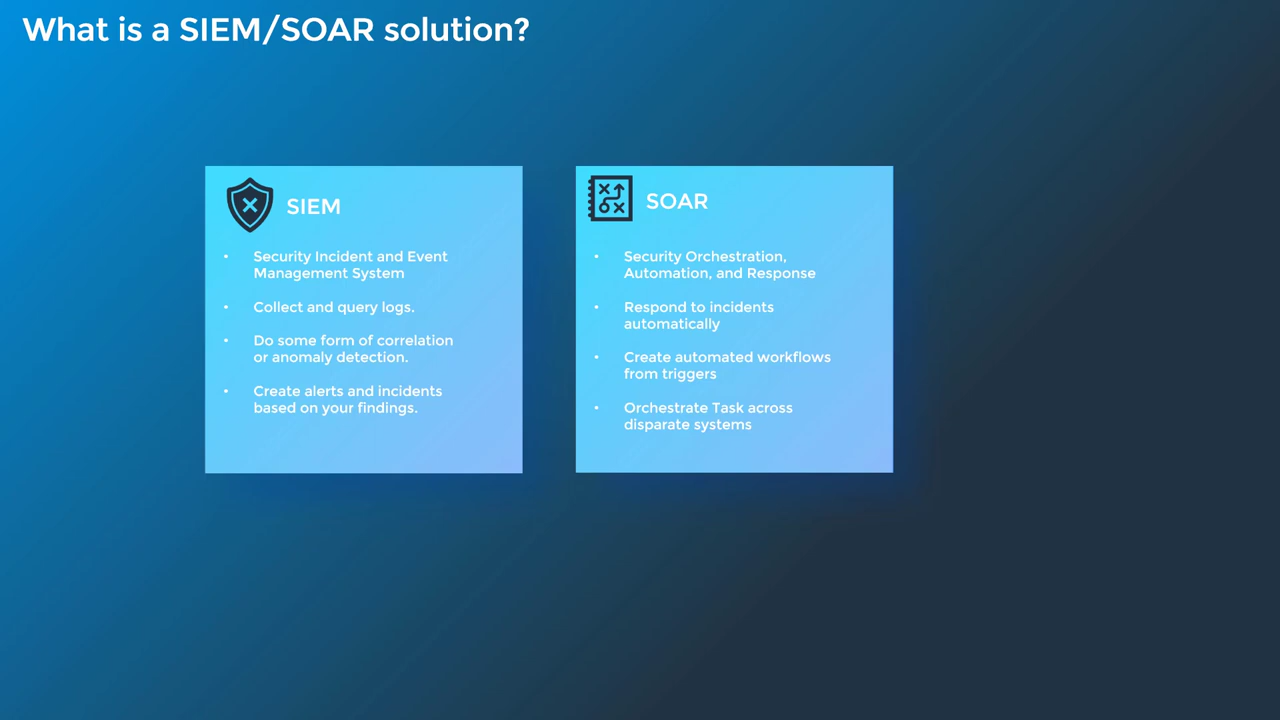 What is a SIEM/SOAR solution?
SIEM
• Security Incident and Event
Management System
• Collect and query logs.
• Do some form of correlation
or anomaly detection.
• Create alerts and incidents
based on your findings.
SOAR
• Security Orchestration,
Automation, and Response
• Respond to incidents
automatically
• Create automated workflows
from triggers
• Orchestrate Task across
disparate systems